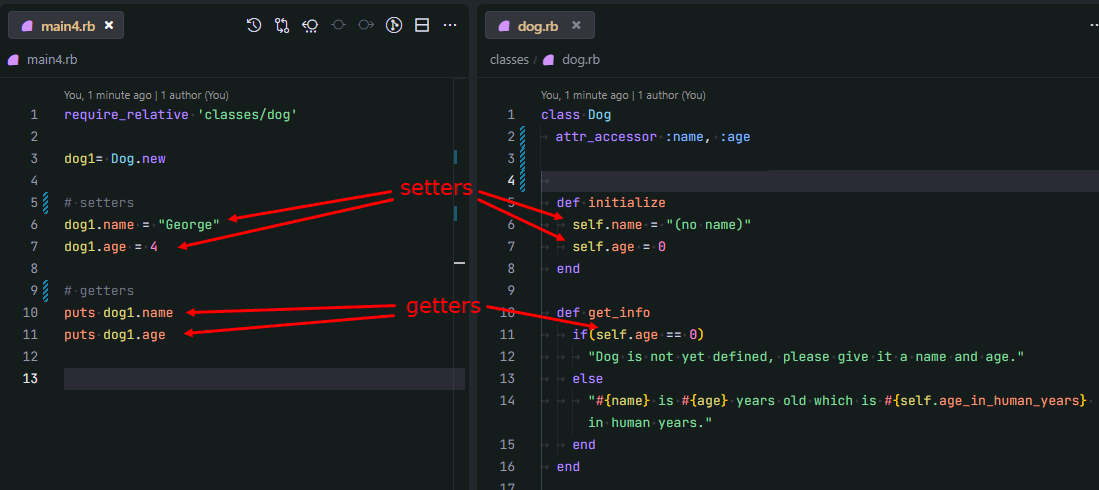 main4.rb
main4.rb
You, 1 minute ago | 1 author (You)
1 require_relative 'classes/dog'
2
3 dog1= Dog.new
4
5 # setters
6 dog1.name = "George"
7 dog1.age = 4
8
9 # getters
10 puts dog1.name
11 puts dog1.age
12
13
setters
getters
dog.rb
classes / dog.rb
You, 1 minute ago | 1 author (You)
1 class Dog
2 attr_accessor :name, :age
3
4
5 def initialize
6 self.name = "(no name)"
7 self.age = 0
8 end
9
10 def get_info
11 if(self.age == 0)
12 "Dog is not yet defined, please give it a name and age."
13 else
14 "#{name} is #{age} years old which is #{self.age_in_human_years}
in human years."
15 end
16 end
17